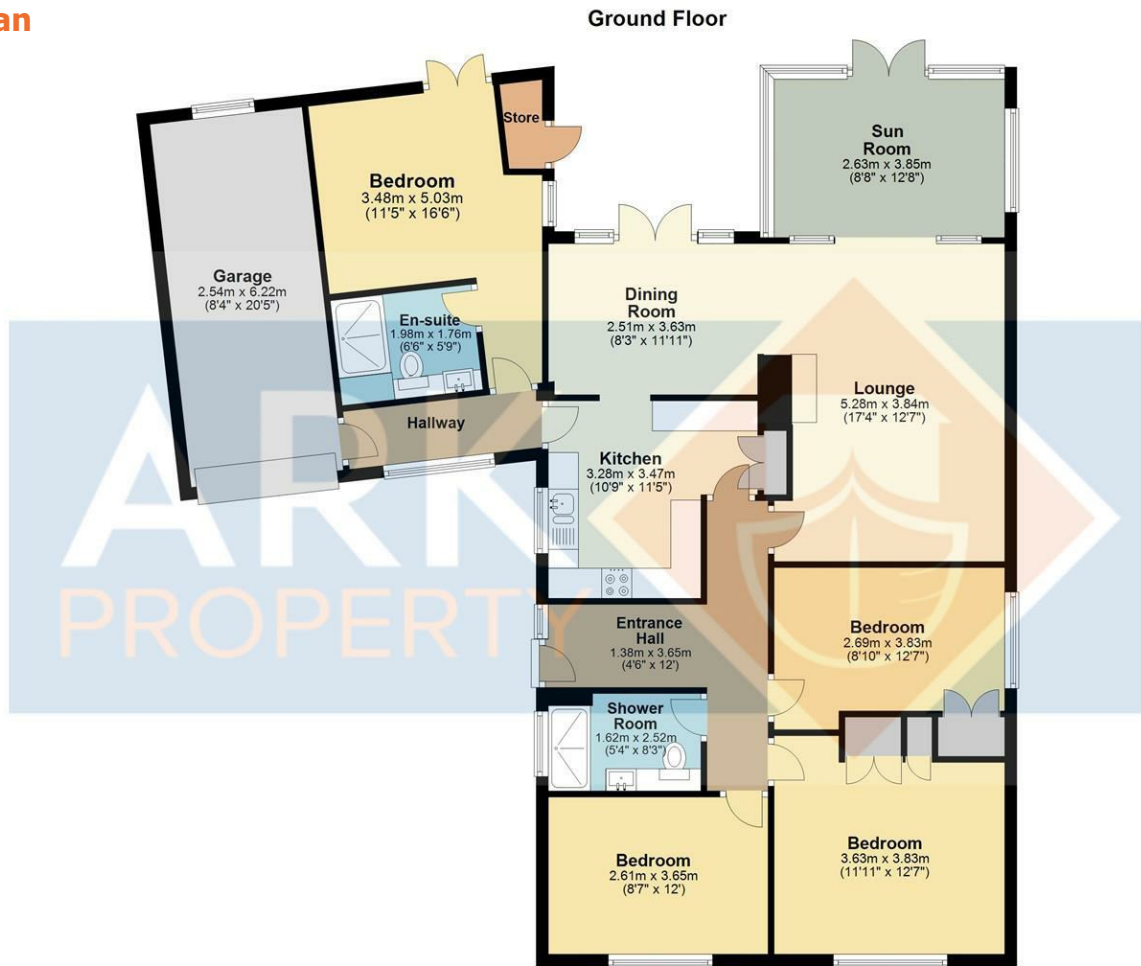 an
Ground Floor
Store
Sun
Room
2.63m x 3.85m
(8'8" x 12'8")
Bedroom
3.48m x 5.03m
(11'5" x 16'6")
Garage
2.54m x 6.22m
(8'4" x 20'5")
Dining
Room
2.51m x 3.63m
(8'3" x 11'11")
En-suite
1.98m x 1.76m
(6'6" x 5'9")
Lounge
5.28m x 3.84m
(17'4" x 12'7")
Hallway
Kitchen
3.28m x 3.47m
(10'9" x 11'5")
ARK
PROPERTY
Entrance
Hall
1.38m x 3.65m
(4'6" x 12')
Bedroom
2.69m x 3.83m
(8'10" x 12'7")
Shower
Room
1.62m x 2.52m
(5'4" x 8'3")
Bedroom
2.61m x 3.65m
(8'7" x 12')
Bedroom
3.63m x 3.83m
(11'11" x 12'7")